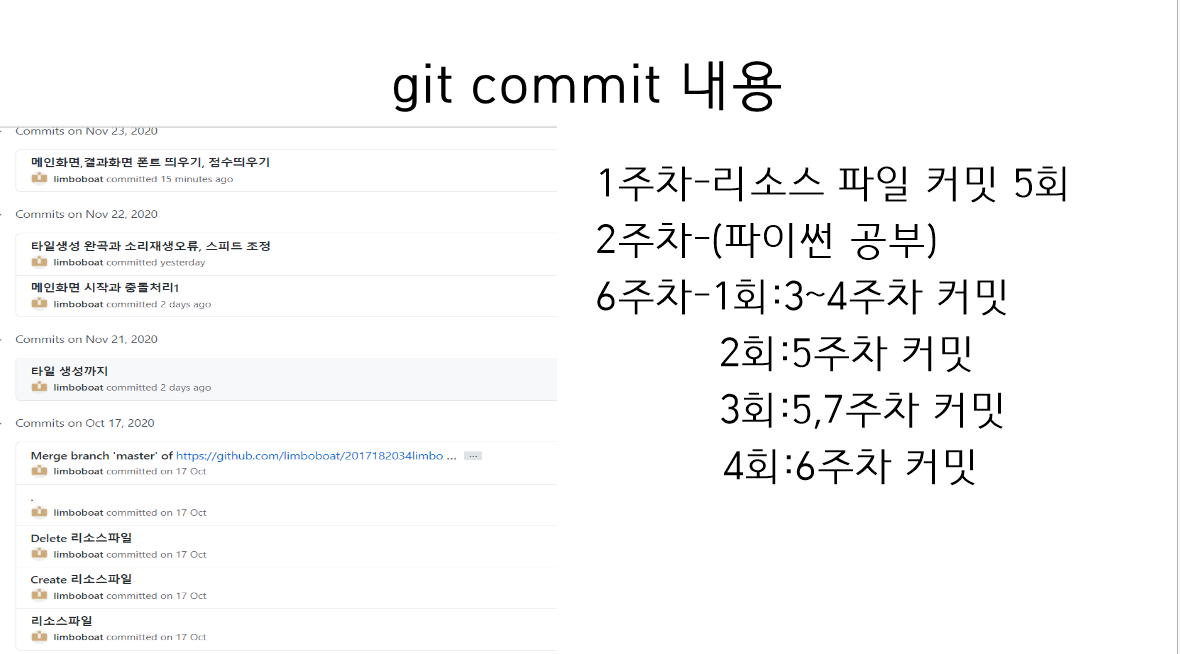 git commit 내용
Commits on Nov 23, 2020
메인화면,결과화면 폰트 띄우기, 점수띄우기
limboboat committed 15 minutes ago
Commits on Nov 22, 2020
타일생성 완곡과 소리재생오류, 스피드 조정
limboboat committed yesterday
메인화면 시작과 충돌처리1
limboboat committed 2 days ago
Commits on Nov 21, 2020
타일 생성까지
limboboat committed 2 days ago
Commits on Oct 17, 2020
Merge branch 'master' of https://github.com/limboboat/2017182034limbo ... ...
limboboat committed on 17 Oct
.
limboboat committed on 17 Oct
Delete 리소스파일
limboboat committed on 17 Oct
Create 리소스파일
limboboat committed on 17 Oct
리소스파일
limboboat committed on 17 Oct
1주차-리소스 파일 커밋 5회
2주차-(파이썬 공부)
6주차-1회:3~4주차 커밋
2회:5주차 커밋
3회:5,7주차 커밋
4회:6주차 커밋